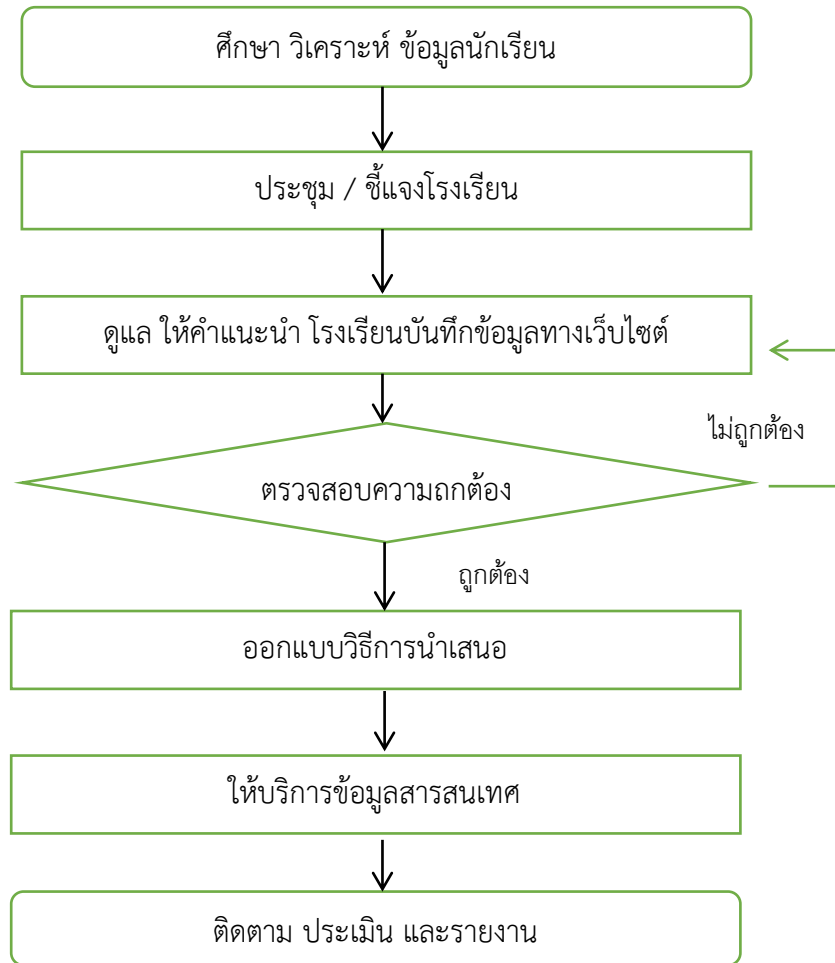 ศึกษา วิเคราะห์ ข้อมูลนักเรียน
ประชุม / ชี้แจงโรงเรียน
ดูแล ให้คำแนะนำ โรงเรียนบันทึกข้อมูลทางเว็บไซต์
ไม่ถูกต้อง
ตรวจสอบความถกต้อง
ถูกต้อง
ออกแบบวิธีการนำเสนอ
ให้บริการข้อมูลสารสนเทศ
ติดตาม ประเมิน และรายงาน